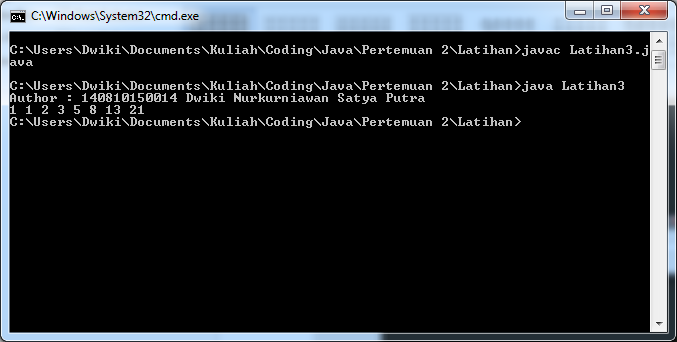 C:\Windows\System32\cmd.exe
C:\Users\Dwiki\Documents\Kuliah\Coding\Java\Pertemuan 2\Latihan>javac Latihan3.j
ava
C:\Users\Dwiki\Documents\Kuliah\Coding\Java\Pertemuan 2\Latihan>java Latihan3
Author : 140810150014 Dwiki Nurkurniawan Satya Putra
1 1 2 3 5 8 13 21
C:\Users\Dwiki\Documents\Kuliah\Coding\Java\Pertemuan 2\Latihan>